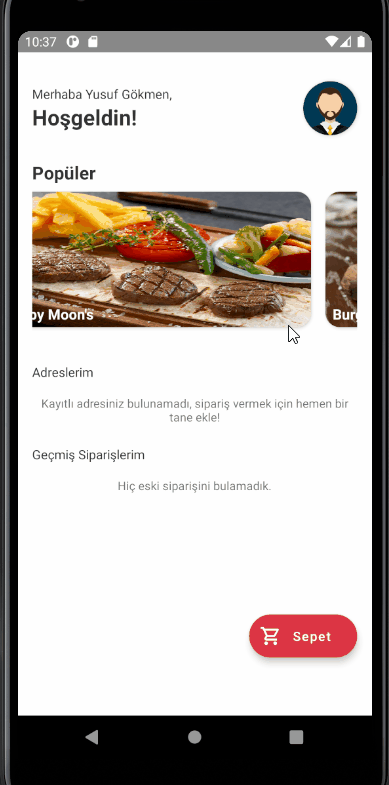 10:37
Merhaba Yusuf Gökmen,
Hoşgeldin!
Popüler
by Moon's
Adreslerim
Kayıtlı adresiniz bulunamadı, sipariş vermek için hemen bir
tane ekle!
Geçmiş Siparişlerim
Hiç eski siparişini bulamadık.
Sepet